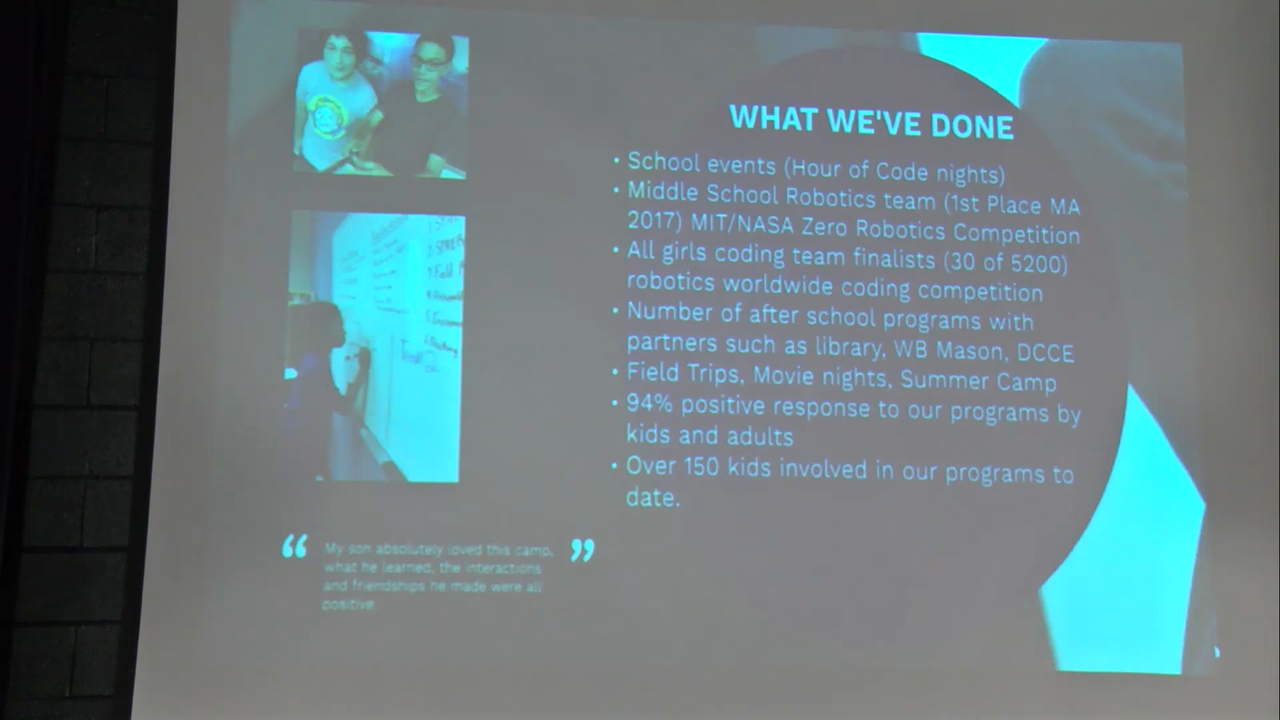 WHAT WE'VE DONE
• School events (Hour of Code nights)
• Middle School Robotics team (1st Place MA
2017) MIT/NASA Zero Robotics Competition
• All girls coding team finalists (30 of 5200)
robotics worldwide coding competition
• Number of after school programs with
partners such as library, WB Mason, DCCE
• Field Trips, Movie nights, Summer Camp
• 94% positive response to our programs by
kids and adults
• Over 150 kids involved in our programs to
date.
“ My son absolutely loved this camp, ”
what he learned, the interactions
and friendships he made were all
positive.